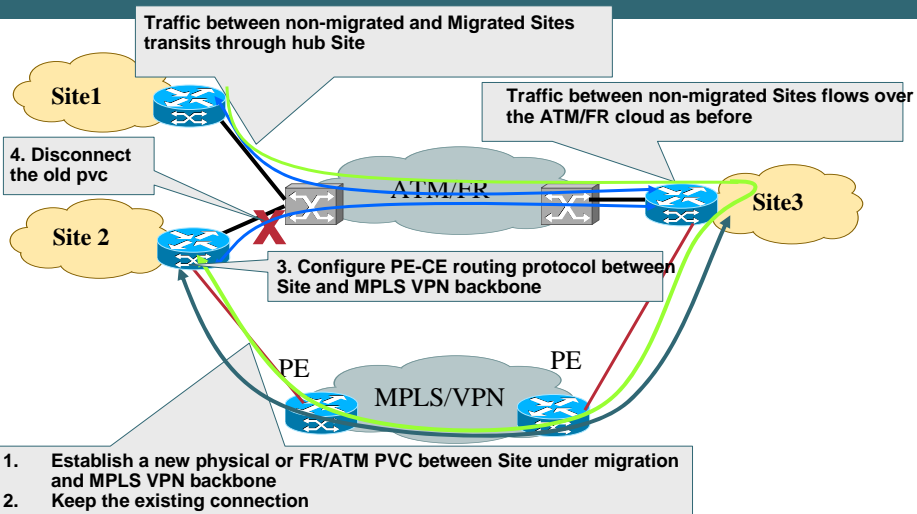 Traffic between non-migrated and Migrated Sites
transits through hub Site
Site1
Traffic between non-migrated Sites flows over
the ATM/FR cloud as before
4. Disconnect
the old pvc
ATM/FR
Site3
Site 2
X
3. Configure PE-CE routing protocol between
Site and MPLS VPN backbone
PE
PE
MPLS/VPN
1. Establish a new physical or FR/ATM PVC between Site under migration
and MPLS VPN backbone
2. Keep the existing connection